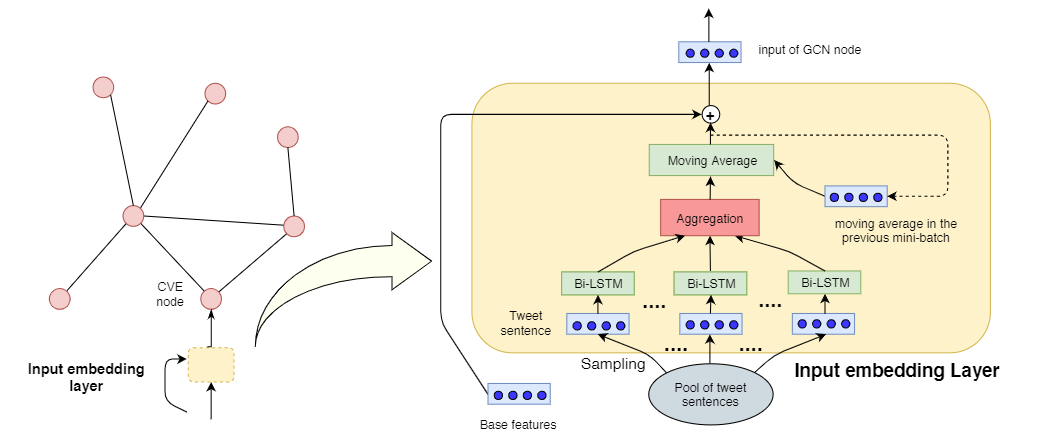 input of GCN node
+
Moving Average
Aggregation
moving average in the
previous mini-batch
Bi-LSTM
....
Bi-LSTM
....
Bi-LSTM
Tweet
sentence
....
....
Sampling
Pool of tweet
sentences
Input embedding Layer
Base features
CVE
node
Input embedding
layer